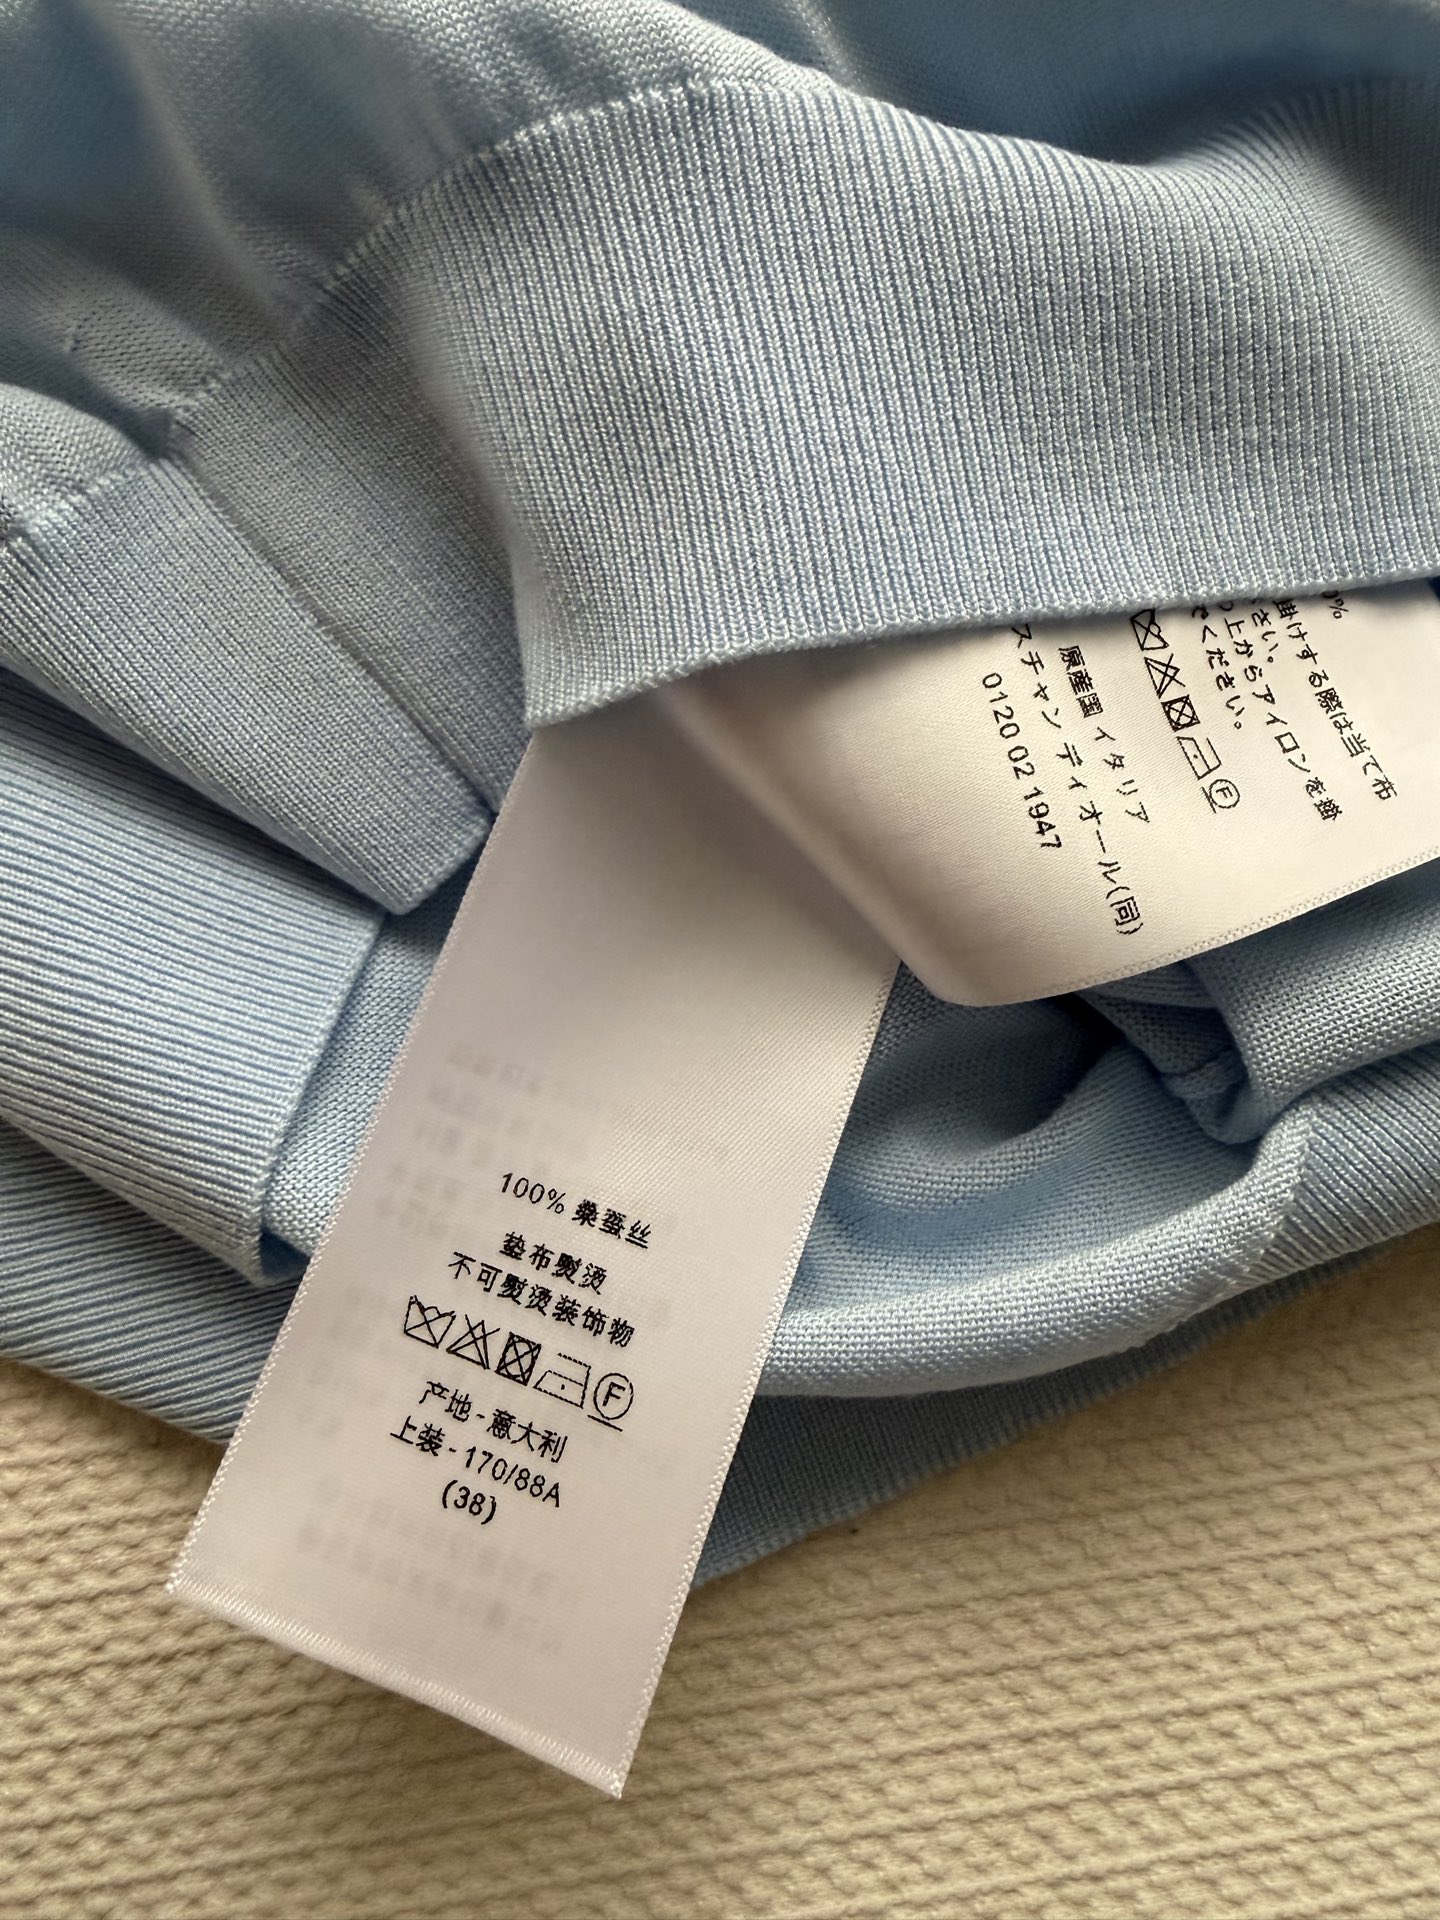 100% 桑蚕丝
垫布熨烫
不可熨烫装饰物
F
产地 - 意大利
上装 - 170/88A
(38)
掛けする際は当て布
さい。
上からアイロンを掛
ください。
F
原産国 イタリア
スチャン ディオール(同)
0120 02 1947